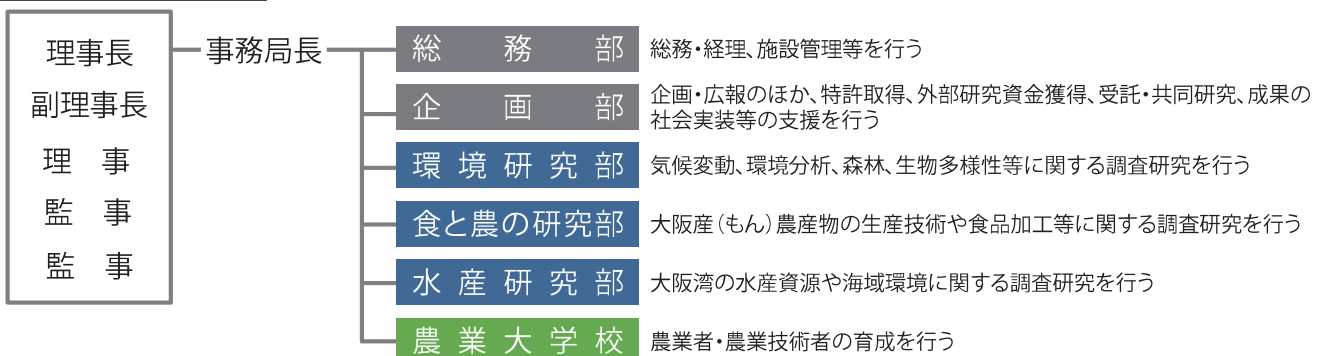 理事長
副理事長
理事
監事
監事
事務局長
総務部
総務・経理、施設管理等を行う
企画部
企画・広報のほか、特許取得、外部研究資金獲得、受託・共同研究、成果の
社会実装等の支援を行う
環境研究部
気候変動、環境分析、森林、生物多様性等に関する調査研究を行う
食と農の研究部
大阪産（もん）農産物の生産技術や食品加工等に関する調査研究を行う
水産研究部
大阪湾の水産資源や海域環境に関する調査研究を行う
農業大学校
農業者・農業技術者の育成を行う